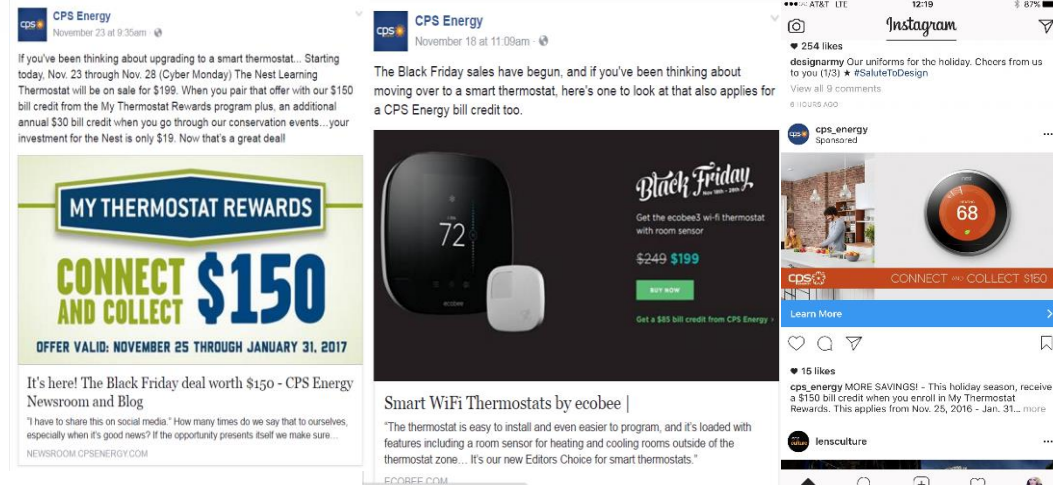 cps
CPS Energy
November 23 at 9:35am
If you've been thinking about upgrading to a smart thermostat... Starting
today, Nov. 23 through Nov. 28 (Cyber Monday) The Nest Learning
Thermostat will be on sale for $199. When you pair that offer with our $150
bill credit from the My Thermostat Rewards program plus, an additional
annual $30 bill credit when you go through our conservation events…your
investment for the Nest is only $19. Now that's a great deal!
MY THERMOSTAT REWARDS
CONNECT
AND COLLECT
$150
OFFER VALID: NOVEMBER 25 THROUGH JANUARY 31, 2017
It's here! The Black Friday deal worth $150 - CPS Energy
Newsroom and Blog
"I have to share this on social media." How many times do we say that to ourselves,
especially when it's good news? If the opportunity presents itself we make sure...
NEWSROOM.CPSENERGY.COM
cps
CPS Energy
November 18 at 11:09am
The Black Friday sales have begun, and if you've been thinking about
moving over to a smart thermostat, here's one to look at that also applies for
a CPS Energy bill credit too.
72
ecobee
Black Friday
Nov 18th - 28th
Get the ecobee3 wi-fi thermostat
with room sensor
$249 $199
BUY NOW
Get a $85 bill credit from CPS Energy ›
Smart WiFi Thermostats by ecobee |
"The thermostat is easy to install and even easier to program, and it's loaded with
features including a room sensor for heating and cooling rooms outside of the
thermostat zone… It's our new Editors Choice for smart thermostats."
ECOBEE.COM
AT&T LTE 12:19 87%
Instagram
254 likes
designarmy Our uniforms for the holiday. Cheers from us
to you (1/3) ★ #SaluteToDesign
View all 9 comments
6 HOURS AGO
cps
cps_energy
Sponsored
nest
HEATING
68
cps
CONNECT AND COLLECT $150
Learn More
15 likes
cps_energy MORE SAVINGS! - This holiday season, receive
a $150 bill credit when you enroll in My Thermostat
Rewards. This applies from Nov. 25, 2016 - Jan. 31... more
lensculture